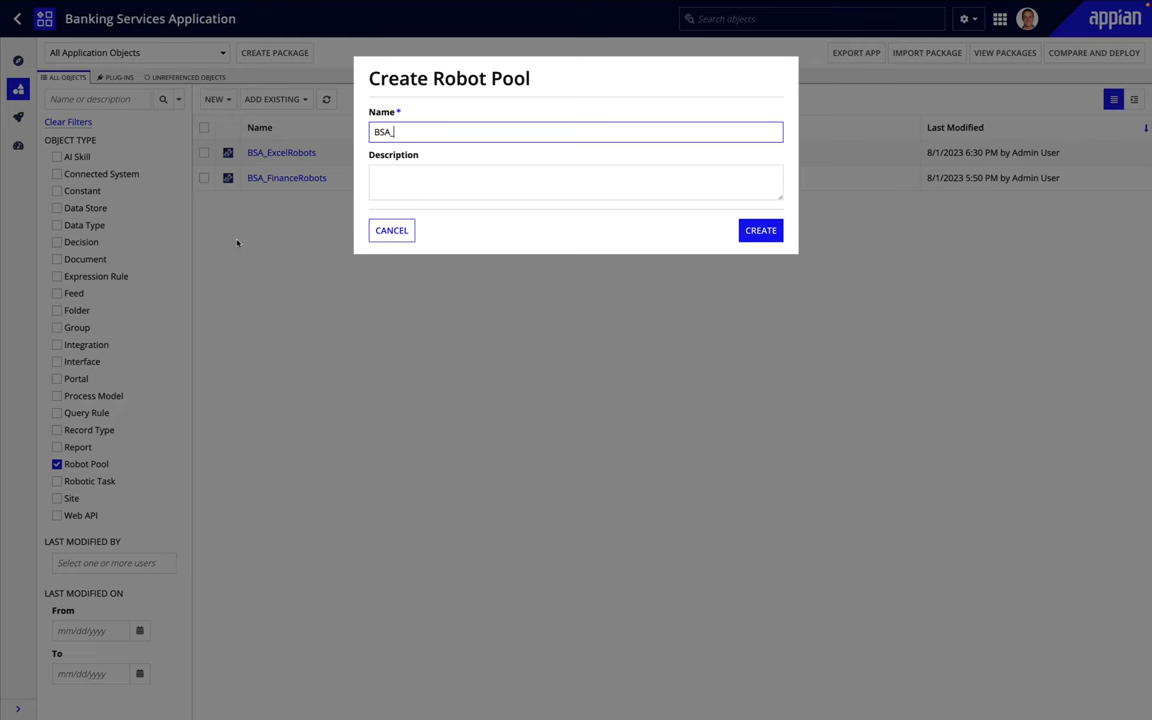 Banking Services Application
Search objects
appian
All Application Objects
CREATE PACKAGE
EXPORT APP
IMPORT PACKAGE
VIEW PACKAGES
COMPARE AND DEPLOY
ALL OBJECTS
PLUG-INS
UNREFERENCED OBJECTS
Name or description
NEW
ADD EXISTING
Clear Filters
OBJECT TYPE
AI Skill
Connected System
Constant
Data Store
Data Type
Decision
Document
Expression Rule
Feed
Folder
Group
Integration
Interface
Portal
Process Model
Query Rule
Record Type
Report
Robot Pool
Robotic Task
Site
Web API
LAST MODIFIED BY
Select one or more users
LAST MODIFIED ON
From
mm/dd/yyyy
To
mm/dd/yyyy
Name
Last Modified
BSA_ExcelRobots
8/1/2023 6:30 PM by Admin User
BSA_FinanceRobots
8/1/2023 5:50 PM by Admin User
Create Robot Pool
Name *
BSA_
Description
CANCEL
CREATE